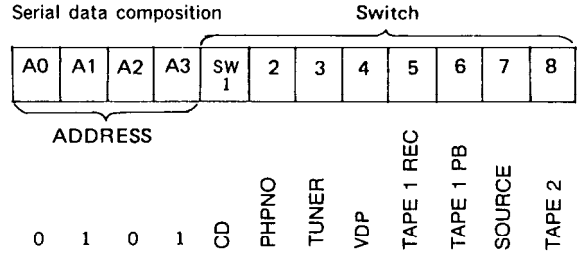 Serial data composition Switch
A0 A1 A2 A3 SW 1 2 3 4 5 6 7 8
ADDRESS
0 1 0 1 CD PHPNO TUNER VDP TAPE 1 REC TAPE 1 PB SOURCE TAPE 2